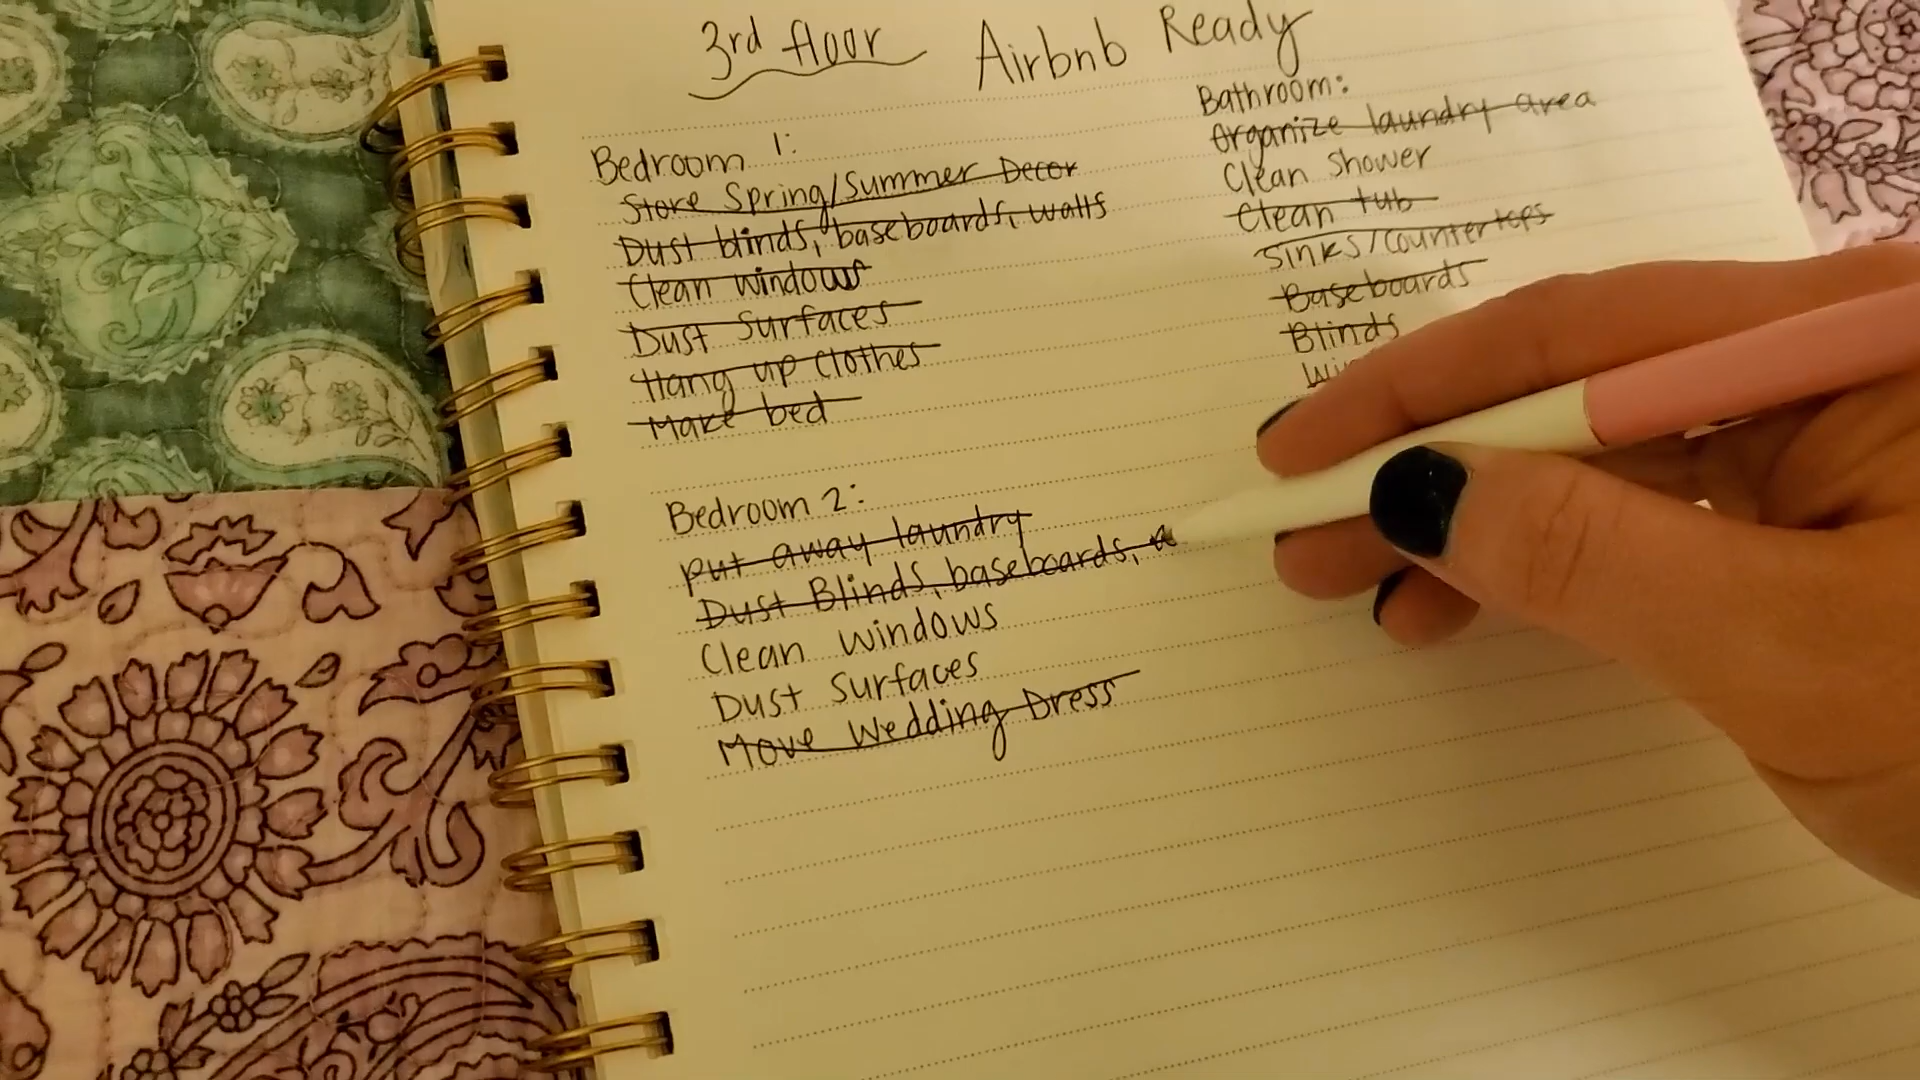 3rd floor Airbnb Ready
Bedroom 1:
Store Spring/Summer Decor
Dust blinds, baseboards, walls
Clean windows
Dust Surfaces
Hang up clothes
Make bed
Bedroom 2:
put away laundry
Dust Blinds, baseboards,
Clean windows
Dust Surfaces
Move Wedding Dress
Bathroom:
Organize laundry area
Clean Shower
Clean tub
Sinks/Countertops
Baseboards
Blinds